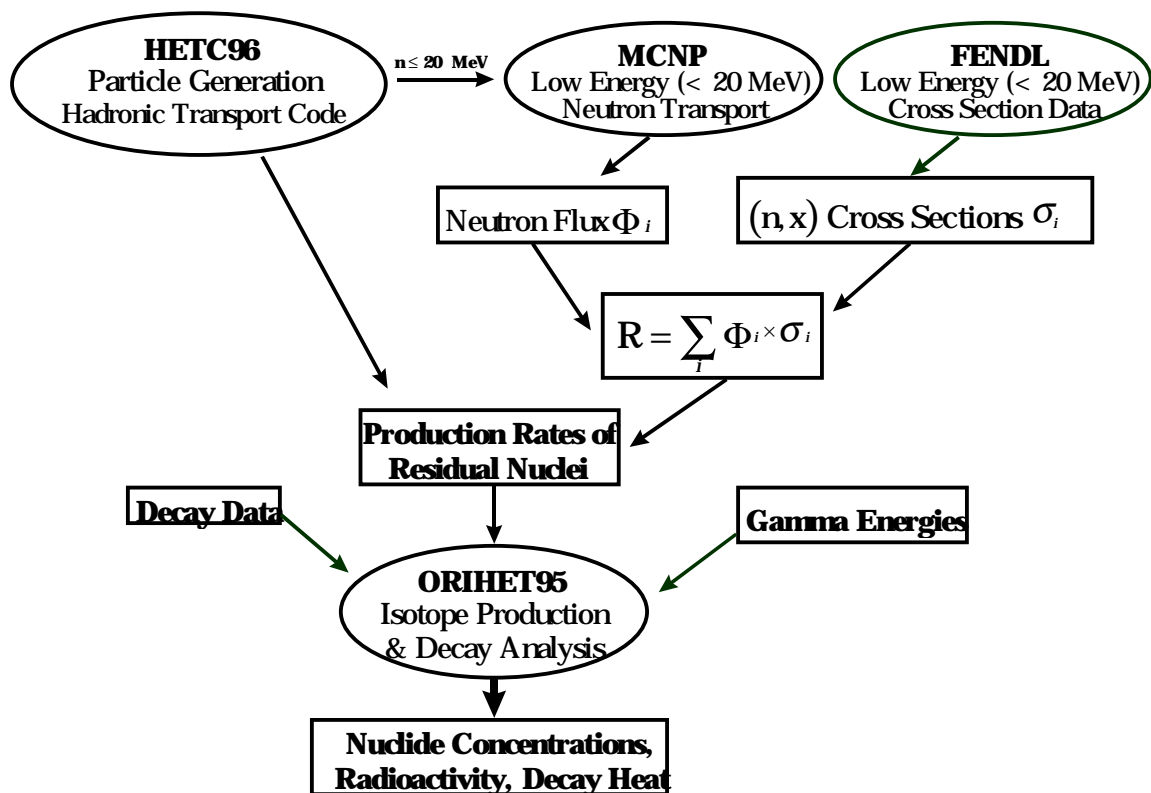 HETC96
Particle Generation
Hadronic Transport Code
n ≤ 20 MeV
MCNP
Low Energy (< 20 MeV)
Neutron Transport
FENDL
Low Energy (< 20 MeV)
Cross Section Data
Neutron Flux Φi
(n, x) Cross Sections σi
R = ∑i Φi × σi
Production Rates of
Residual Nuclei
Decay Data
Gamma Energies
ORIHET95
Isotope Production
& Decay Analysis
Nuclide Concentrations,
Radioactivity, Decay Heat